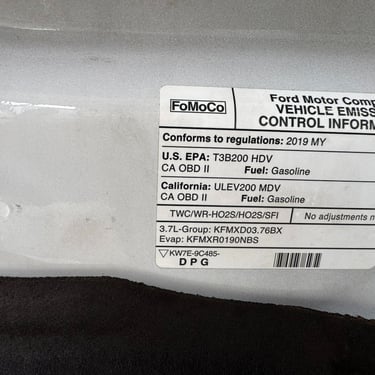 FoMoCo
Ford Motor Comp
VEHICLE EMISS
CONTROL INFORM
Conforms to regulations: 2019 MY
U.S. EPA: T3B200 HDV
CA OBD II Fuel: Gasoline
California: ULEV200 MDV
CA OBD II Fuel: Gasoline
TWC/WR-HO2S/HO2S/SFI No adjustments n
3.7L-Group: KFMXD03.76BX
Evap: KFMXR0190NBS
KW7E-9C485-
D P G